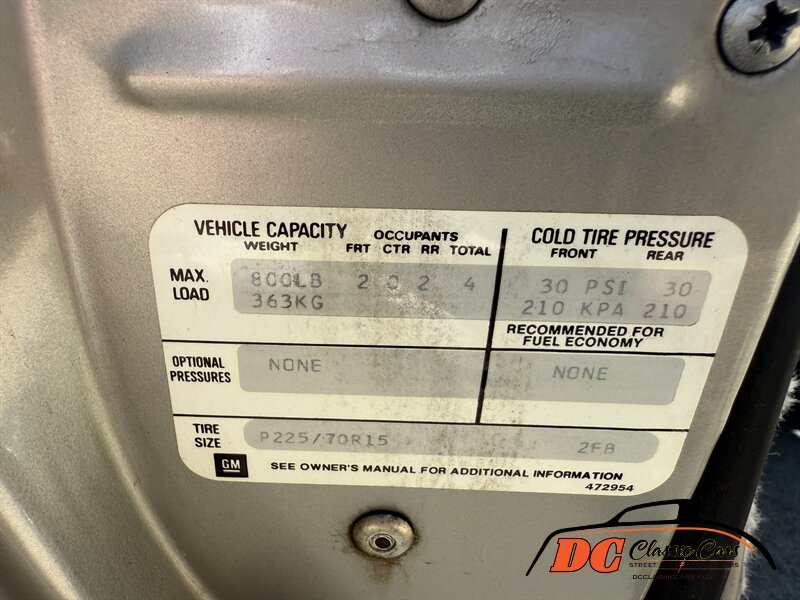 VEHICLE CAPACITY
WEIGHT
OCCUPANTS
FRT CTR RR TOTAL
COLD TIRE PRESSURE
FRONT REAR
MAX. LOAD
800LB 2 0 2 4
363KG
30 PSI 30
210 KPA 210
RECOMMENDED FOR
FUEL ECONOMY
OPTIONAL
PRESSURES
NONE
NONE
TIRE
SIZE
P225/70R15 2FB
GM
SEE OWNER'S MANUAL FOR ADDITIONAL INFORMATION
472954
DC Classic Cars
DCCLASSICCARS.COM